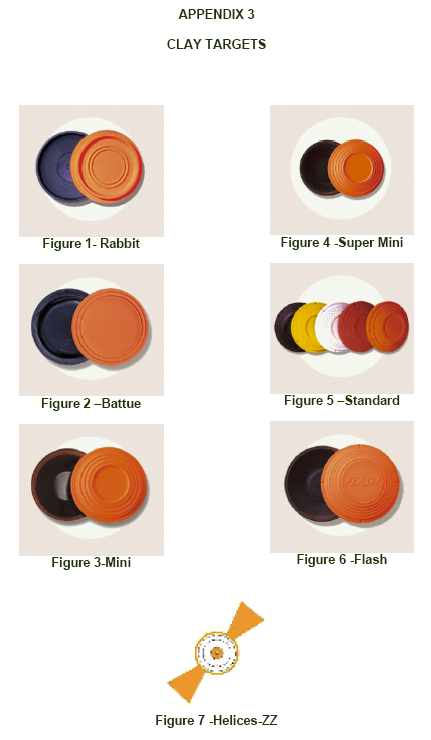 APPENDIX 3
CLAY TARGETS
Figure 1- Rabbit
Figure 4 -Super Mini
Figure 2 –Battue
Figure 5 –Standard
Figure 3-Mini
FLASH
Figure 6 -Flash
Figure 7 -Helices-ZZ